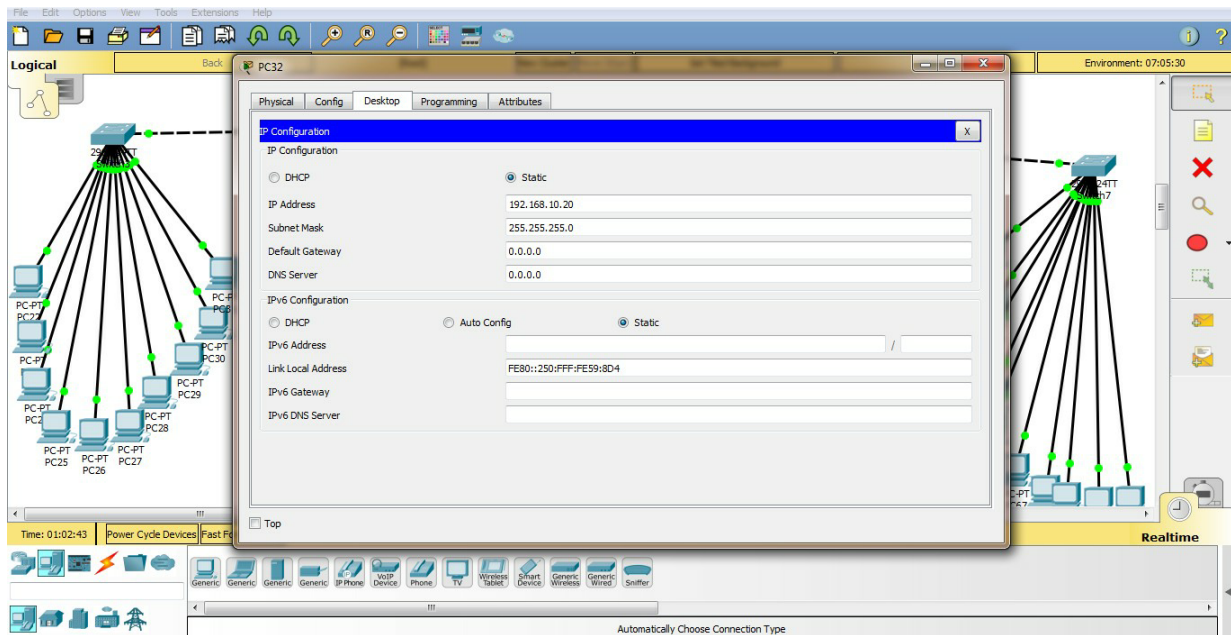 File Edit Options View Tools Extensions Help
Logical
Back
[Root]
Environment: 07:05:30
PC32
Physical Config Desktop Programming Attributes
IP Configuration
X
IP Configuration
DHCP
Static
IP Address 192.168.10.20
Subnet Mask 255.255.255.0
Default Gateway 0.0.0.0
DNS Server 0.0.0.0
IPv6 Configuration
DHCP
Auto Config
Static
IPv6 Address /
Link Local Address FE80::250:FFF:FE59:8D4
IPv6 Gateway
IPv6 DNS Server
Top
PC-PT
PC-PT
PC30
PC-PT
PC29
PC-PT
PC28
PC-PT
PC27
PC-PT
PC26
PC-PT
PC25
Time: 01:02:43
Power Cycle Devices
Realtime
Generic
Generic
Generic
Generic
IP Phone
VoIP Device
Phone
TV
Wireless Tablet
Smart Device
Generic Wireless
Generic Wired
Sniffer
Automatically Choose Connection Type